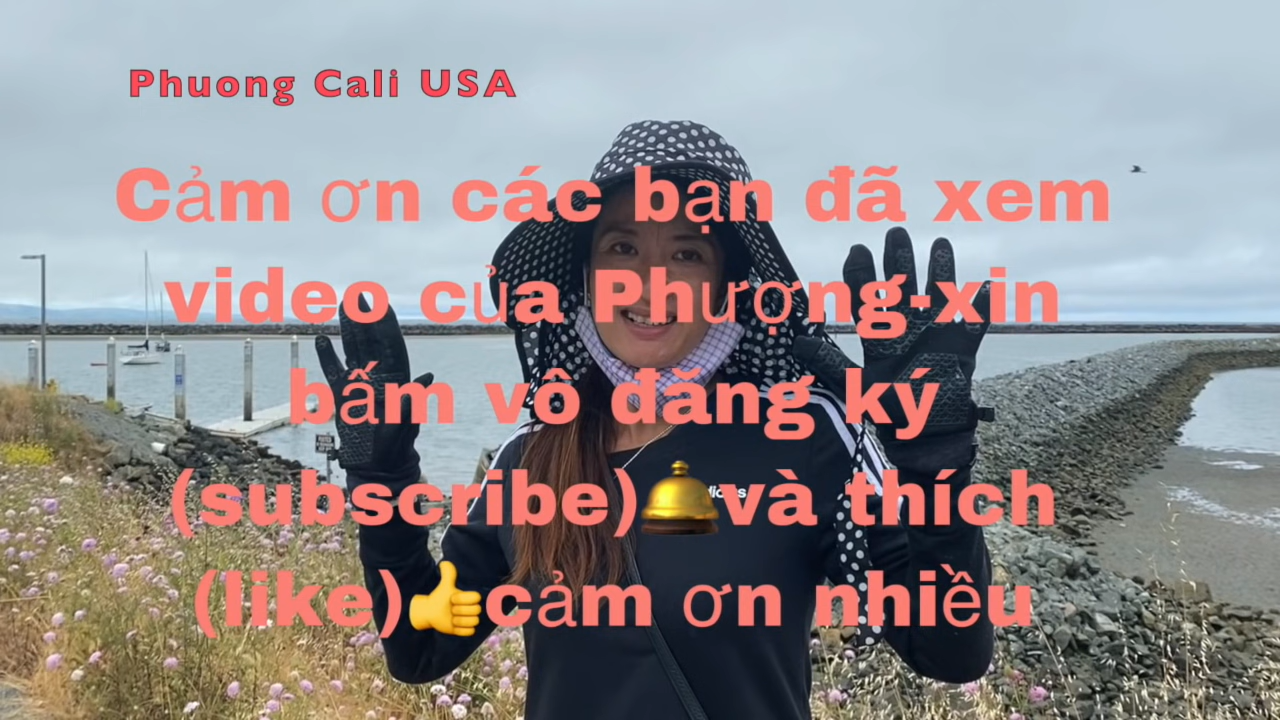 Phuong Cali USA
Cảm ơn các bạn đã xem
video của Phượng-xin
bấm vô đăng ký
(subscribe)🛎️và thích
(like)👍cảm ơn nhiều